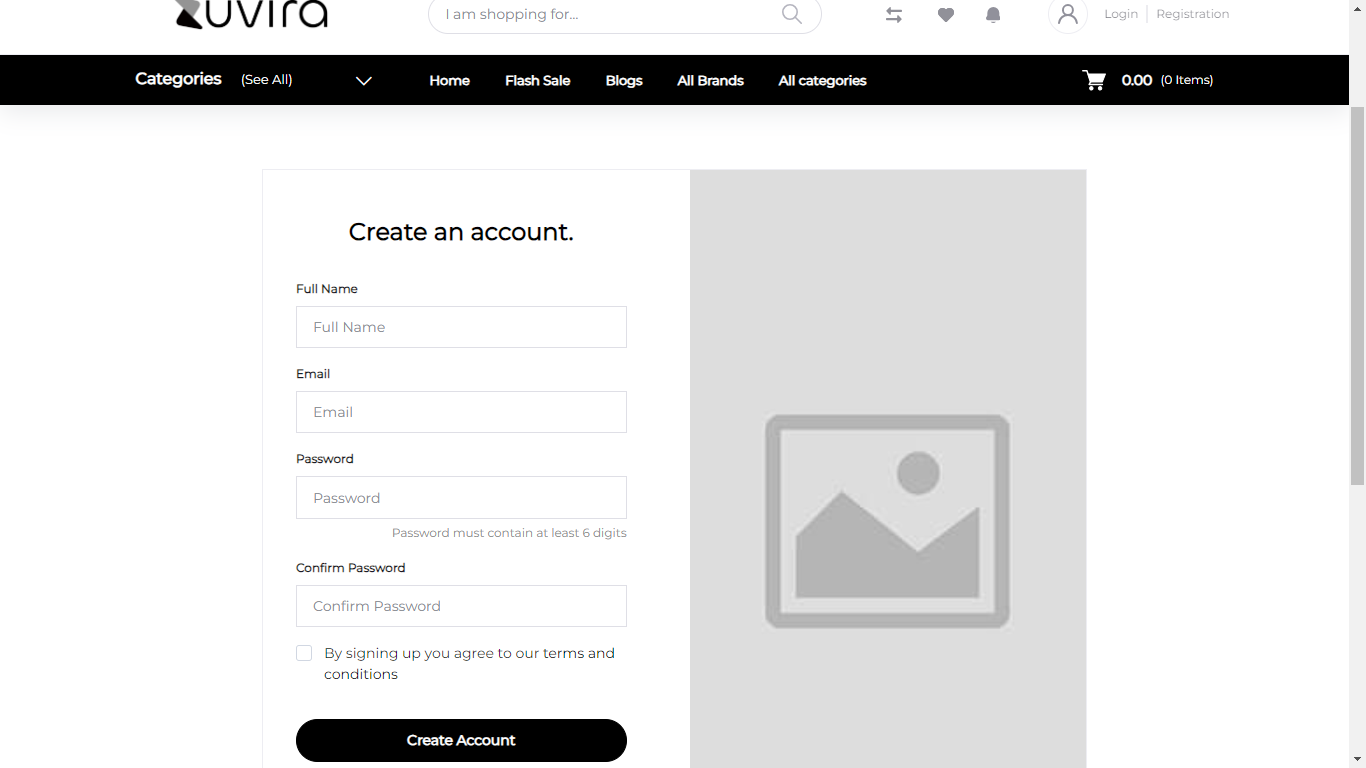 Zuvira
I am shopping for...
Login
Registration
Categories (See All)
Home
Flash Sale
Blogs
All Brands
All categories
0.00 (0 Items)
Create an account.
Full Name
Full Name
Email
Email
Password
Password
Password must contain at least 6 digits
Confirm Password
Confirm Password
By signing up you agree to our terms and
conditions
Create Account